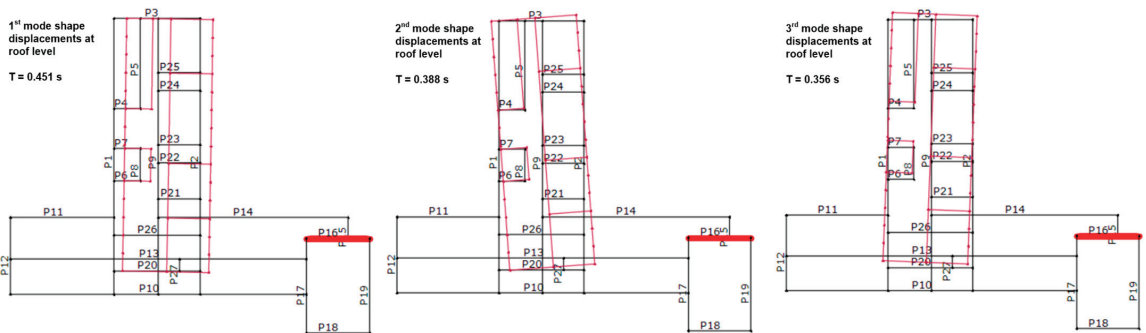 1st mode shape
displacements at
roof level
T = 0.451 s
P3
P5
P25
P24
P4
P7
P23
P1
P8
P9
P22
P2
P6
P21
P11
P14
P26
P16
P13
P12
P20
P27
P10
P17
P19
P18
2nd mode shape
displacements at
roof level
T = 0.388 s
P3
P5
P25
P24
P4
P7
P23
P1
P8
P9
P22
P2
P6
P21
P11
P14
P26
P16
P13
P12
P20
P27
P10
P17
P19
P18
3rd mode shape
displacements at
roof level
T = 0.356 s
P3
P5
P25
P24
P4
P7
P23
P1
P8
P9
P22
P2
P6
P21
P11
P14
P26
P16
P13
P12
P20
P27
P10
P17
P19
P18